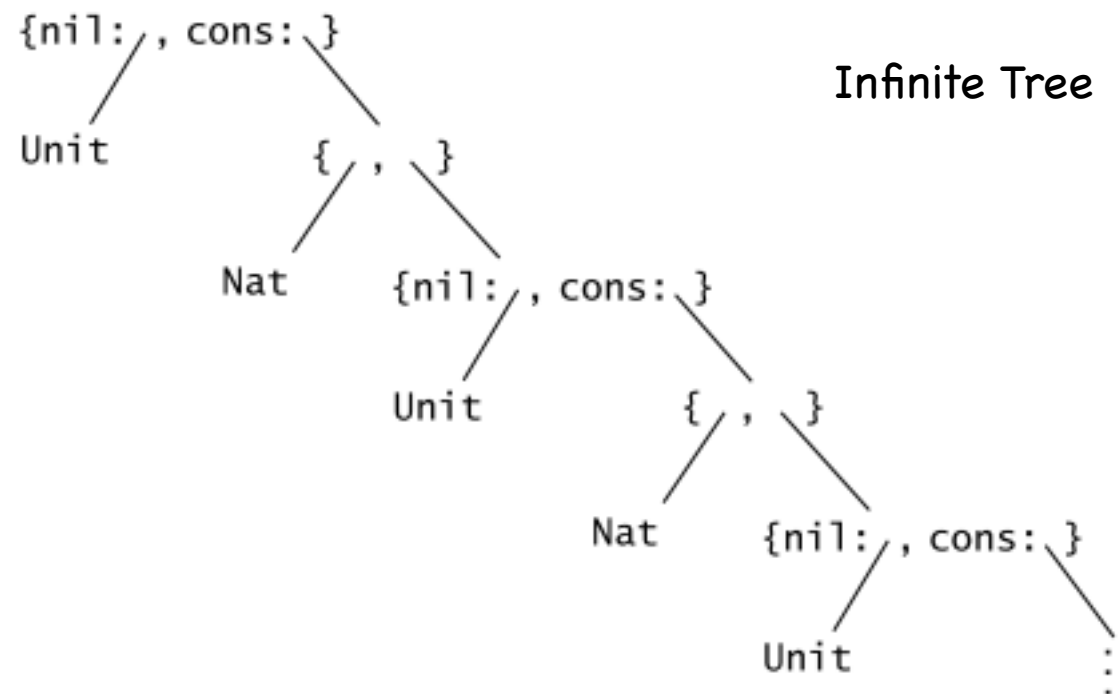 {nil: , cons: }
Infinite Tree
Unit
{ , }
Nat
{nil: , cons: }
Unit
{ , }
Nat
{nil: , cons: }
Unit
: